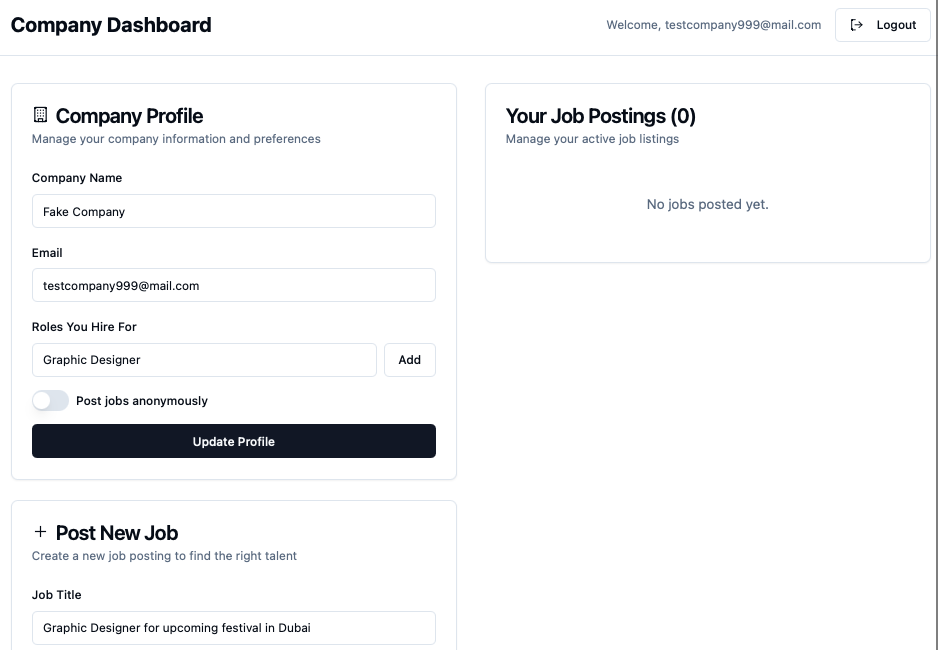 Company Dashboard
Welcome, testcompany999@mail.com
Logout
Company Profile
Manage your company information and preferences
Company Name
Fake Company
Email
testcompany999@mail.com
Roles You Hire For
Graphic Designer
Add
Post jobs anonymously
Update Profile
Post New Job
Create a new job posting to find the right talent
Job Title
Graphic Designer for upcoming festival in Dubai
Your Job Postings (0)
Manage your active job listings
No jobs posted yet.